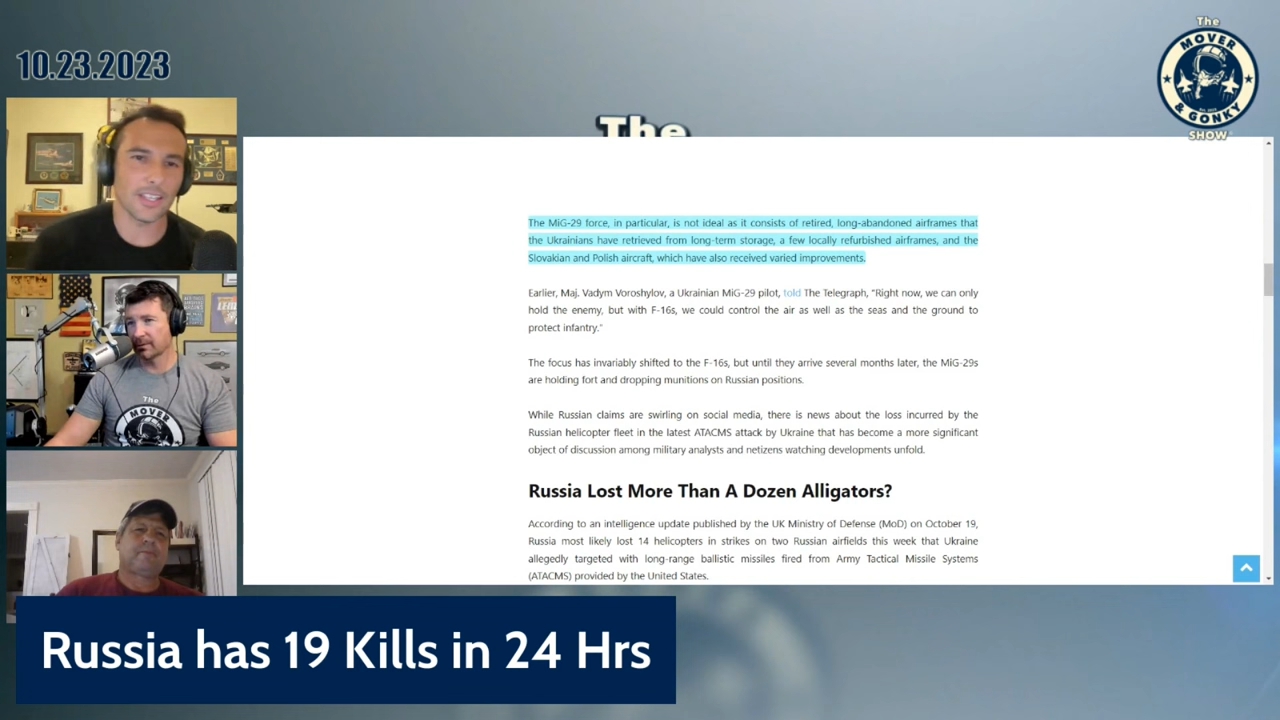 10.23.2023
The
MOVER
& GONKY
SHOW
The
The MiG-29 force, in particular, is not ideal as it consists of retired, long-abandoned airframes that
the Ukrainians have retrieved from long-term storage, a few locally refurbished airframes, and the
Slovakian and Polish aircraft, which have also received varied improvements.
Earlier, Maj. Vadym Voroshylov, a Ukrainian MiG-29 pilot, told The Telegraph, "Right now, we can only
hold the enemy, but with F-16s, we could control the air as well as the seas and the ground to
protect infantry."
The focus has invariably shifted to the F-16s, but until they arrive several months later, the MiG-29s
are holding fort and dropping munitions on Russian positions.
While Russian claims are swirling on social media, there is news about the loss incurred by the
Russian helicopter fleet in the latest ATACMS attack by Ukraine that has become a more significant
object of discussion among military analysts and netizens watching developments unfold.
Russia Lost More Than A Dozen Alligators?
According to an intelligence update published by the UK Ministry of Defense (MoD) on October 19,
Russia most likely lost 14 helicopters in strikes on two Russian airfields this week that Ukraine
allegedly targeted with long-range ballistic missiles fired from Army Tactical Missile Systems
(ATACMS) provided by the United States.
The
MOVER
Russia has 19 Kills in 24 Hrs